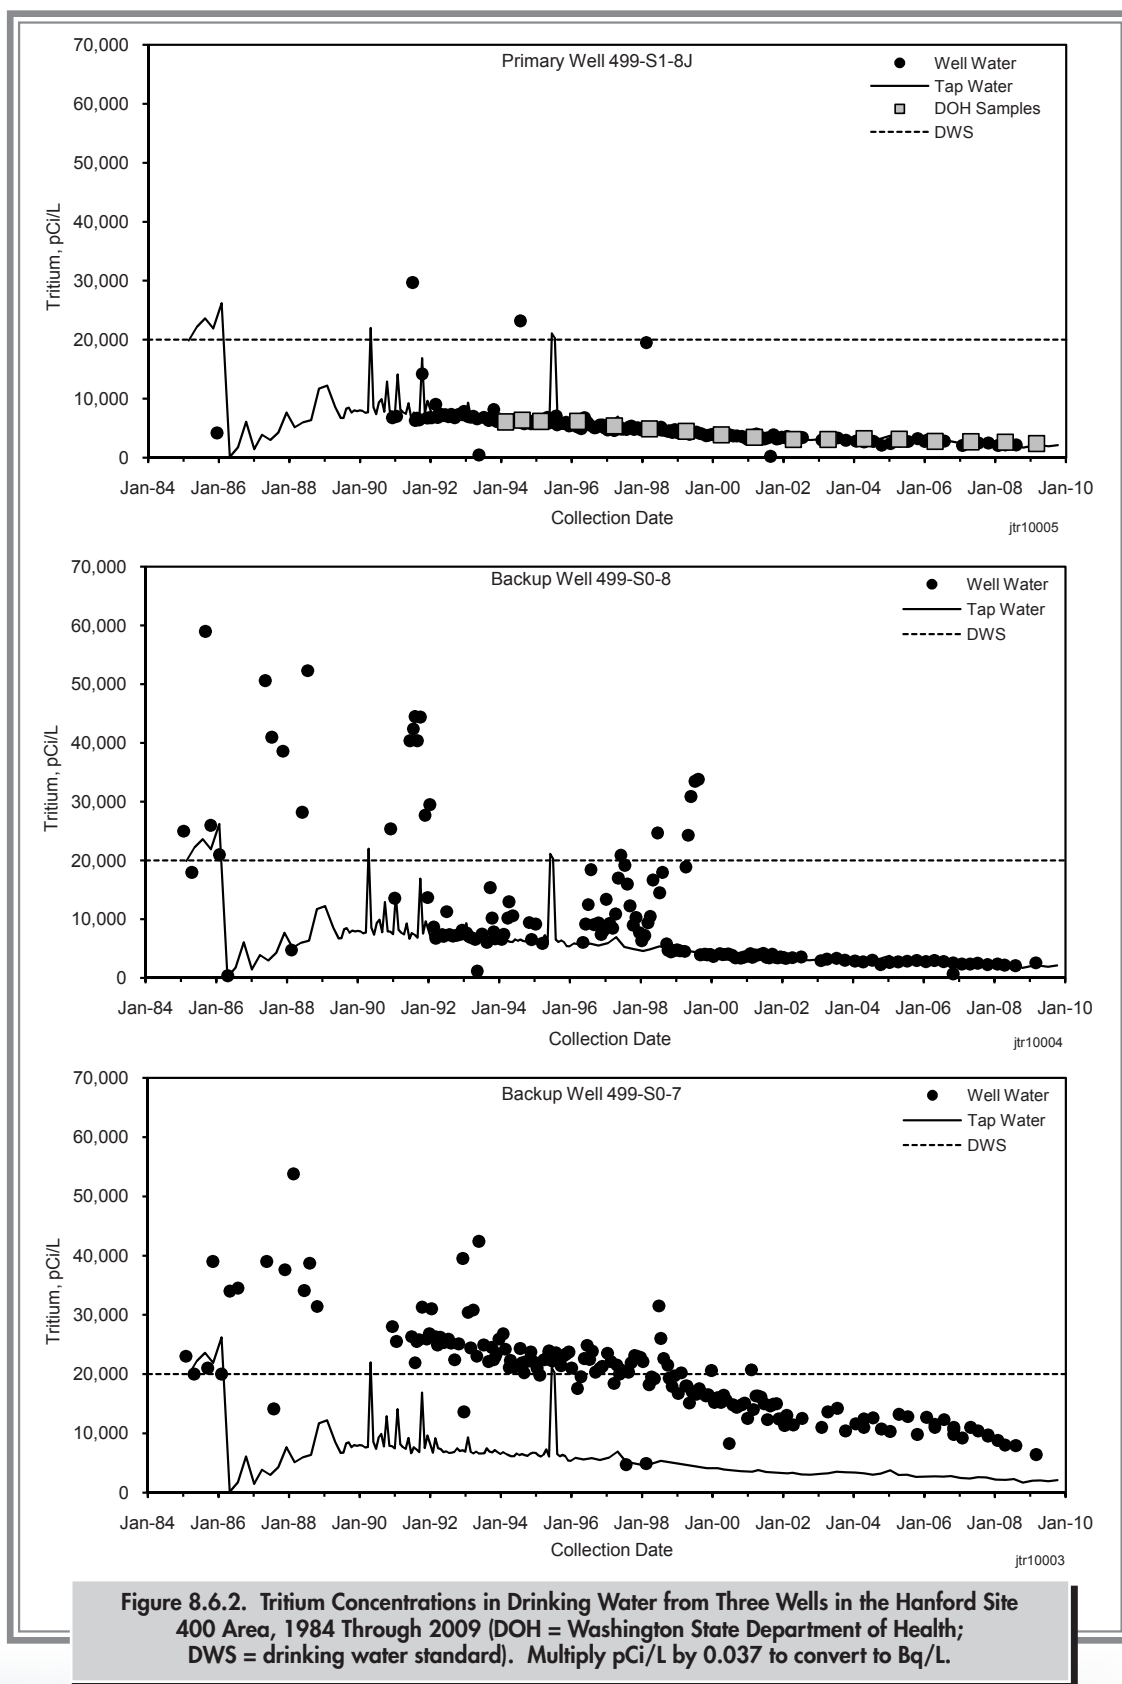 70,000
60,000
50,000
40,000
30,000
20,000
10,000
0
Tritium, pCi/L
Primary Well 499-S1-8J
Well Water
Tap Water
DOH Samples
DWS
Jan-84 Jan-86 Jan-88 Jan-90 Jan-92 Jan-94 Jan-96 Jan-98 Jan-00 Jan-02 Jan-04 Jan-06 Jan-08 Jan-10
Collection Date
jtr10005
70,000
60,000
50,000
40,000
30,000
20,000
10,000
0
Tritium, pCi/L
Backup Well 499-S0-8
Well Water
Tap Water
DWS
Jan-84 Jan-86 Jan-88 Jan-90 Jan-92 Jan-94 Jan-96 Jan-98 Jan-00 Jan-02 Jan-04 Jan-06 Jan-08 Jan-10
Collection Date
jtr10004
70,000
60,000
50,000
40,000
30,000
20,000
10,000
0
Tritium, pCi/L
Backup Well 499-S0-7
Well Water
Tap Water
DWS
Jan-84 Jan-86 Jan-88 Jan-90 Jan-92 Jan-94 Jan-96 Jan-98 Jan-00 Jan-02 Jan-04 Jan-06 Jan-08 Jan-10
Collection Date
jtr10003
Figure 8.6.2. Tritium Concentrations in Drinking Water from Three Wells in the Hanford Site
400 Area, 1984 Through 2009 (DOH = Washington State Department of Health;
DWS = drinking water standard). Multiply pCi/L by 0.037 to convert to Bq/L.